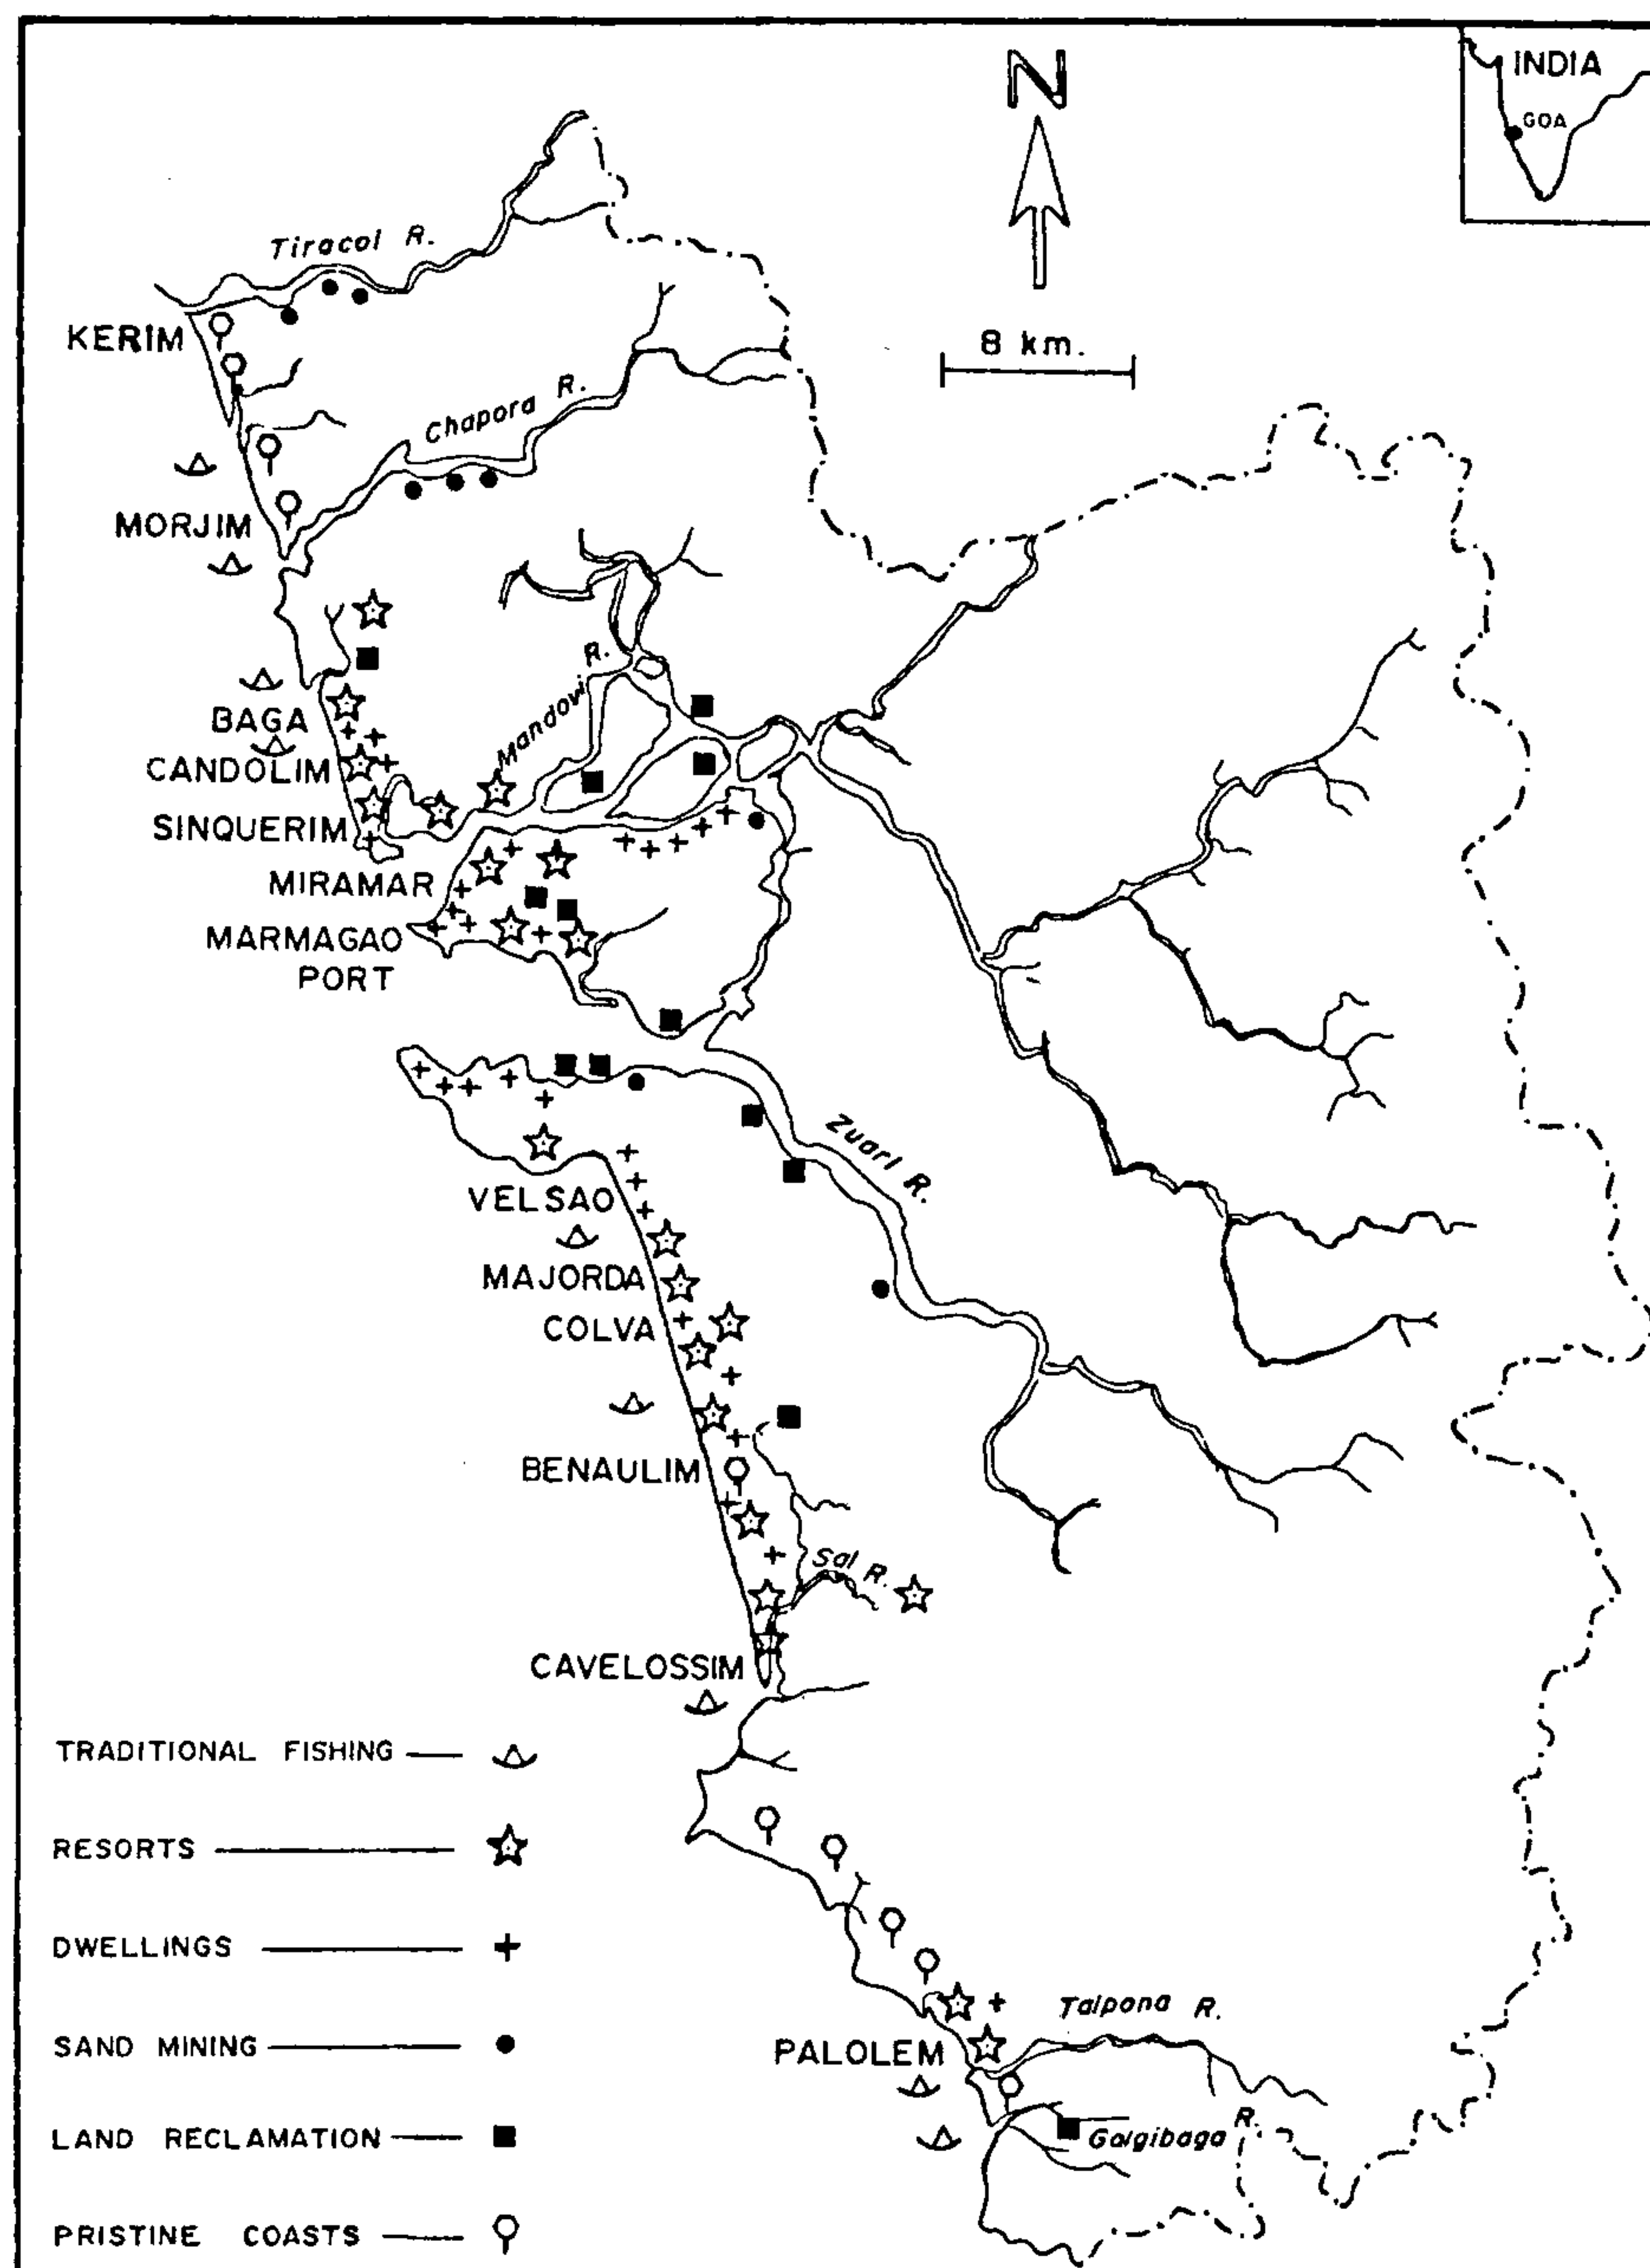 N
INDIA
GOA
Tiracol R.
KERIM
8 km.
Chapora R.
MORJIM
Mandovi R.
BAGA
CANDOLIM
SINQUERIM
MIRAMAR
MARMAGAO
PORT
Zuari R.
VELSAO
MAJORDA
COLVA
BENAULIM
Sal R.
CAVELOSSIM
TRADITIONAL FISHING
RESORTS
DWELLINGS
Talpona R.
SAND MINING
PALOLEM
LAND RECLAMATION
Galgibaga R.
PRISTINE COASTS